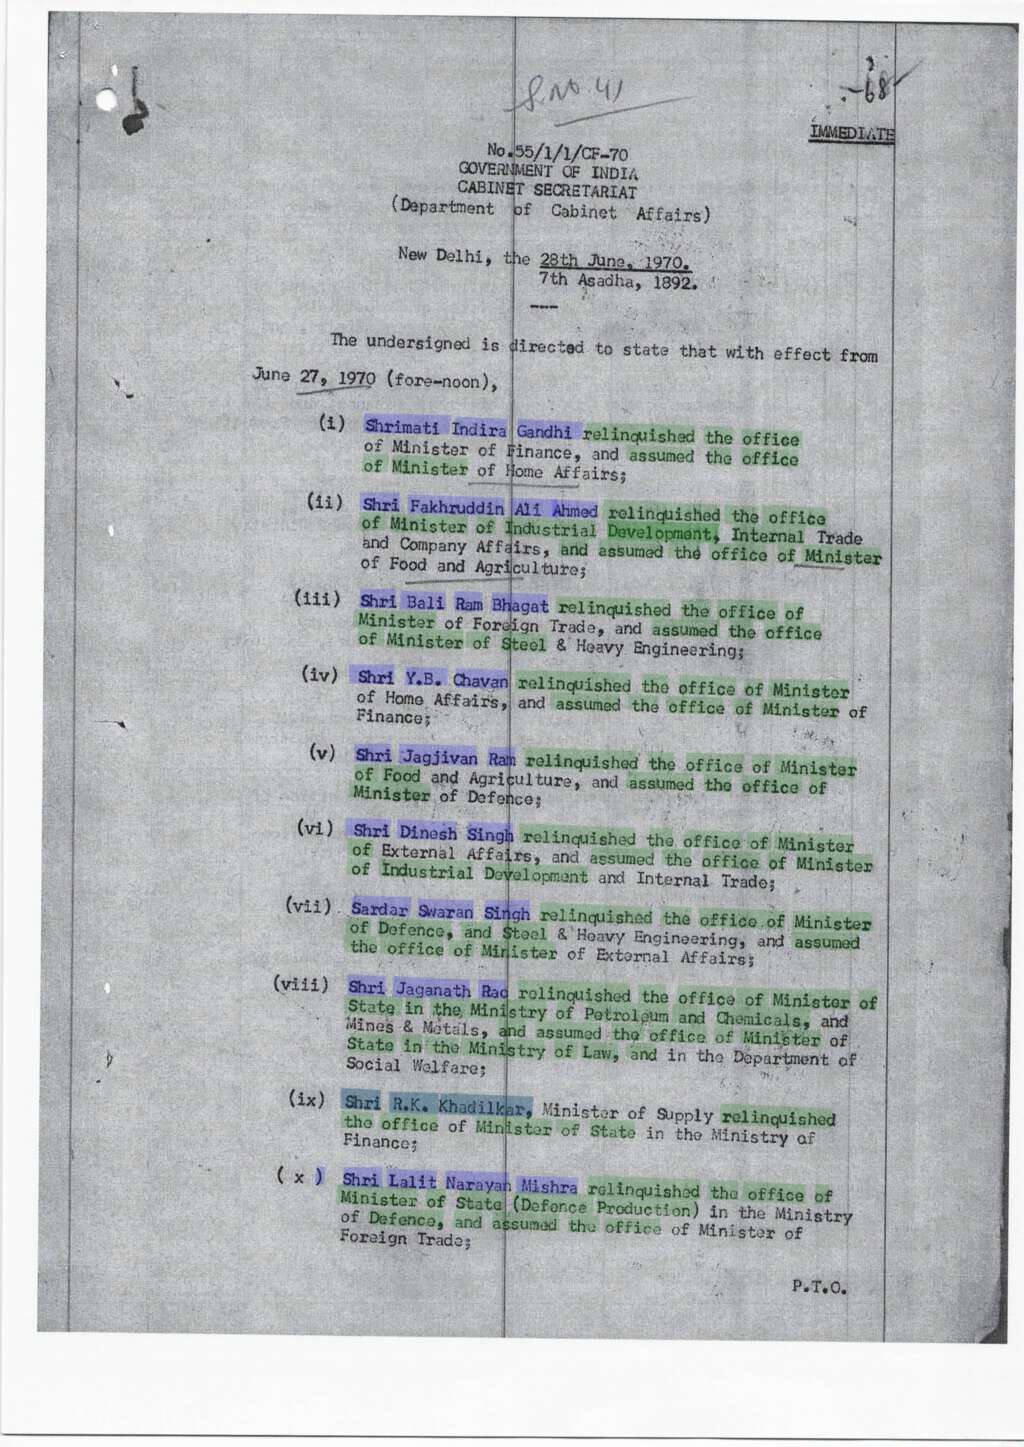 S.No. 41
-68
IMMEDIATE
No.55/1/1/CF-70
GOVERNMENT OF INDIA
CABINET SECRETARIAT
(Department of Cabinet Affairs)
New Delhi, the 28th June, 1970.
7th Asadha, 1892.
---
The undersigned is directed to state that with effect from
June 27, 1970 (fore-noon),
(i) Shrimati Indira Gandhi relinquished the office
of Minister of Finance, and assumed the office
of Minister of Home Affairs;
(ii) Shri Fakhruddin Ali Ahmed relinquished the office
of Minister of Industrial Development, Internal Trade
and Company Affairs, and assumed the office of Minister
of Food and Agriculture;
(iii) Shri Bali Ram Bhagat relinquished the office of
Minister of Foreign Trade, and assumed the office
of Minister of Steel & Heavy Engineering;
(iv) Shri Y.B. Chavan relinquished the office of Minister
of Home Affairs, and assumed the office of Minister of
Finance;
(v) Shri Jagjivan Ram relinquished the office of Minister
of Food and Agriculture, and assumed the office of
Minister of Defence;
(vi) Shri Dinesh Singh relinquished the office of Minister
of External Affairs, and assumed the office of Minister
of Industrial Development and Internal Trade;
(vii) Sardar Swaran Singh relinquished the office of Minister
of Defence, and Steel & Heavy Engineering, and assumed
the office of Minister of External Affairs;
(viii) Shri Jaganath Rao relinquished the office of Minister of
State in the Ministry of Petroleum and Chemicals, and
Mines & Metals, and assumed the office of Minister of
State in the Ministry of Law, and in the Department of
Social Welfare;
(ix) Shri R.K. Khadilkar, Minister of Supply relinquished
the office of Minister of State in the Ministry of
Finance;
( x ) Shri Lalit Narayan Mishra relinquished the office of
Minister of State (Defence Production) in the Ministry
of Defence, and assumed the office of Minister of
Foreign Trade;
P.T.O.